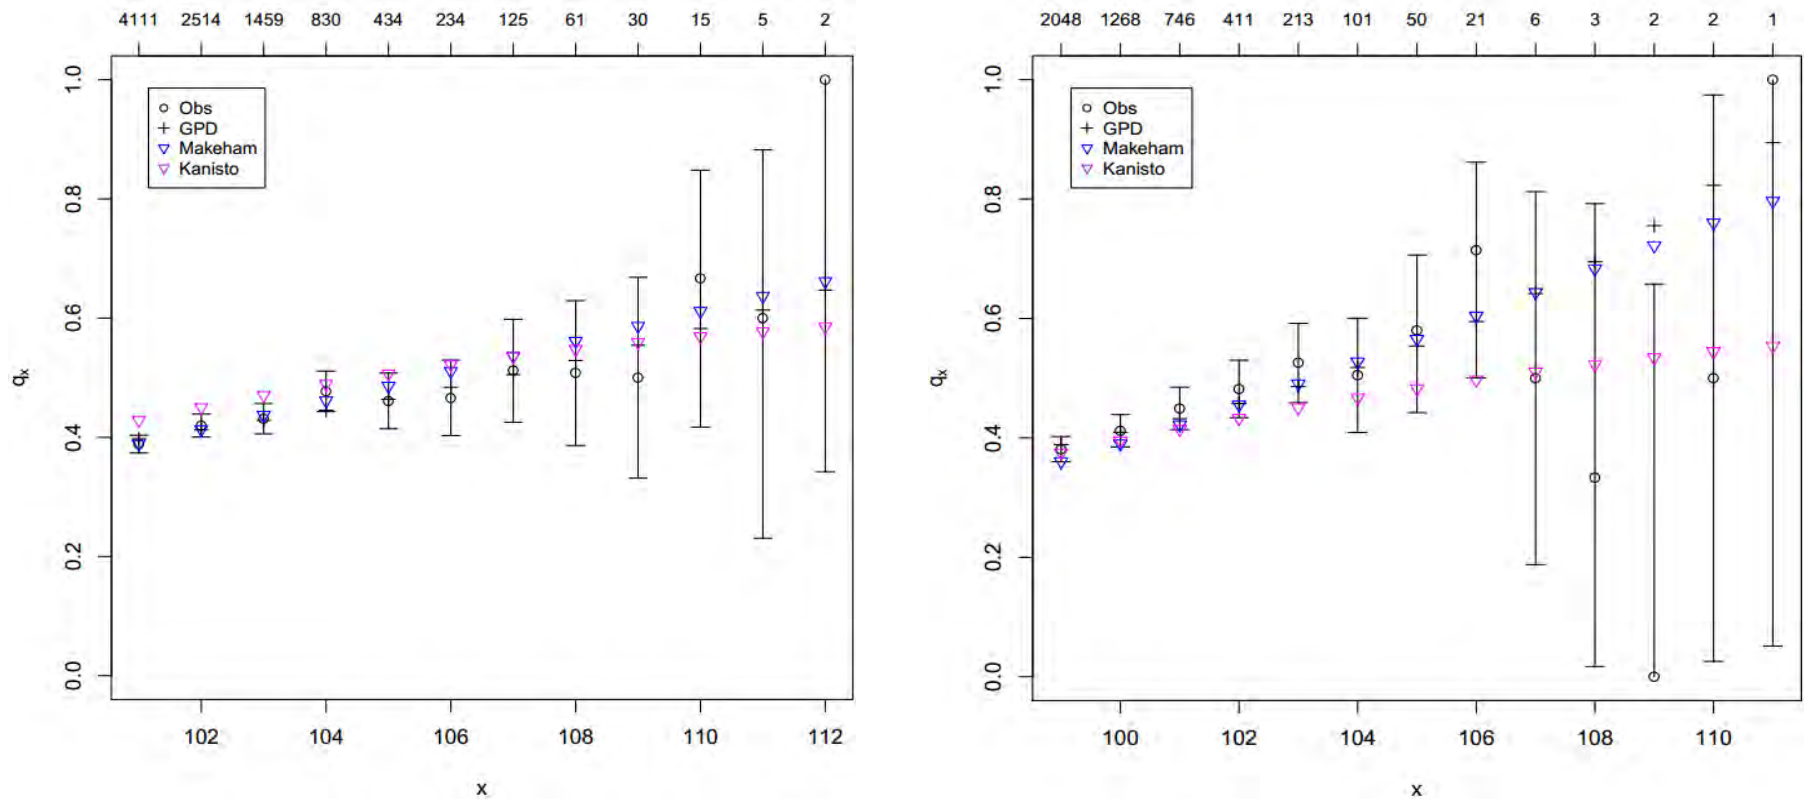 4111 2514 1459 830 434 234 125 61 30 15 5 2
1.0
0.8
0.6
0.4
0.2
0.0
qx
Obs
GPD
Makeham
Kanisto
102 104 106 108 110 112
x
2048 1268 746 411 213 101 50 21 6 3 2 2 1
1.0
0.8
0.6
0.4
0.2
0.0
qx
Obs
GPD
Makeham
Kanisto
100 102 104 106 108 110
x